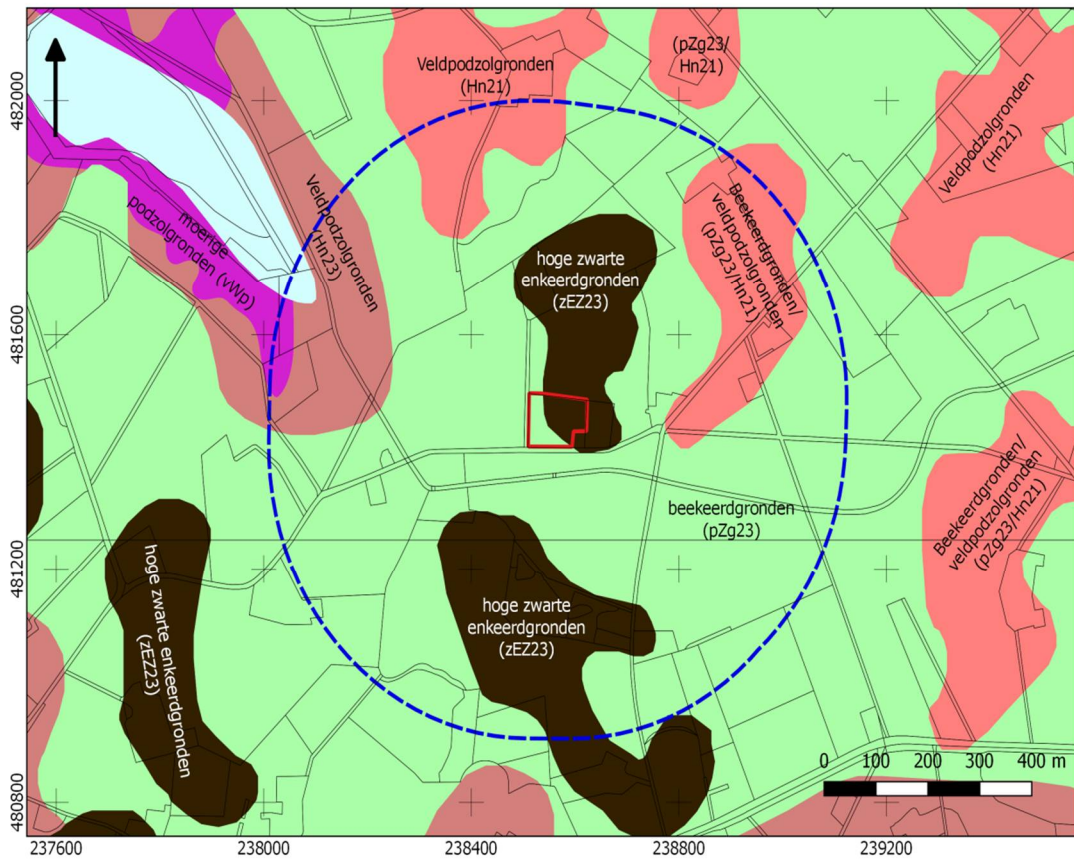 482000
481600
481200
480800
Veldpodzolgronden
(Hn21)
(pZg23/
Hn21)
Veldpodzolgronden
(Hn21)
Veldpodzolgronden
(Hn23)
moerige
podzolgronden (vWp)
hoge zwarte
enkeerdgronden
(zEZ23)
Beekeerdgronden/
veldpodzolgronden
(pZg23/Hn21)
beekeerdgronden
(pZg23)
Beekeerdgronden/
veldpodzolgronden
(pZg23/Hn21)
hoge zwarte enkeerdgronden
(zEZ23)
hoge zwarte
enkeerdgronden
(zEZ23)
0 100 200 300 400 m
237600 238000 238400 238800 239200